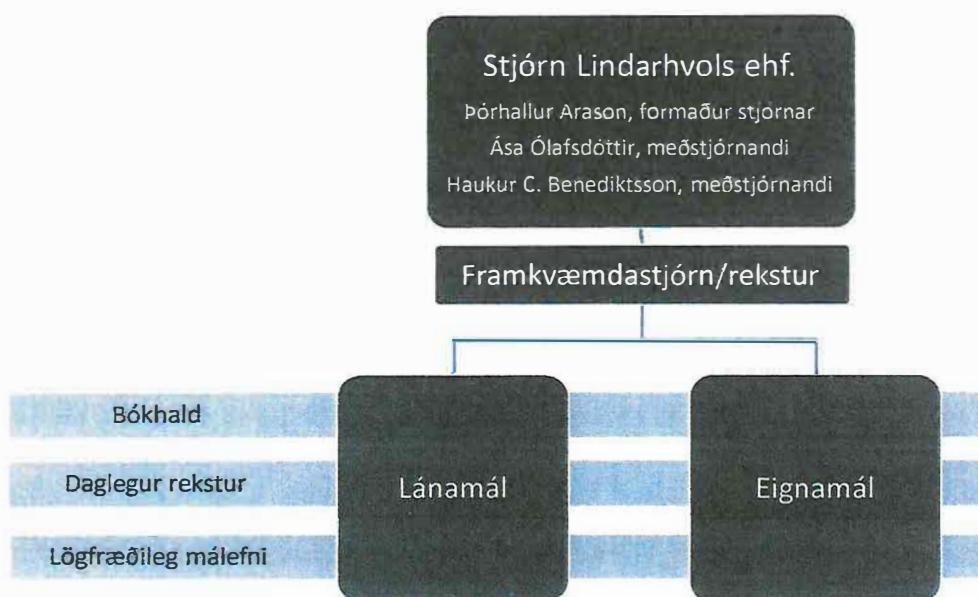 Stjórn Lindarhvols ehf.
Þórhallur Arason, formaður stjórnar
Ása Ólafsdóttir, meðstjórnandi
Haukur C. Benediktsson, meðstjórnandi
Framkvæmdastjórn/rekstur
Bókhald
Daglegur rekstur
Lögfræðileg málefni
Lánamál
Eignamál